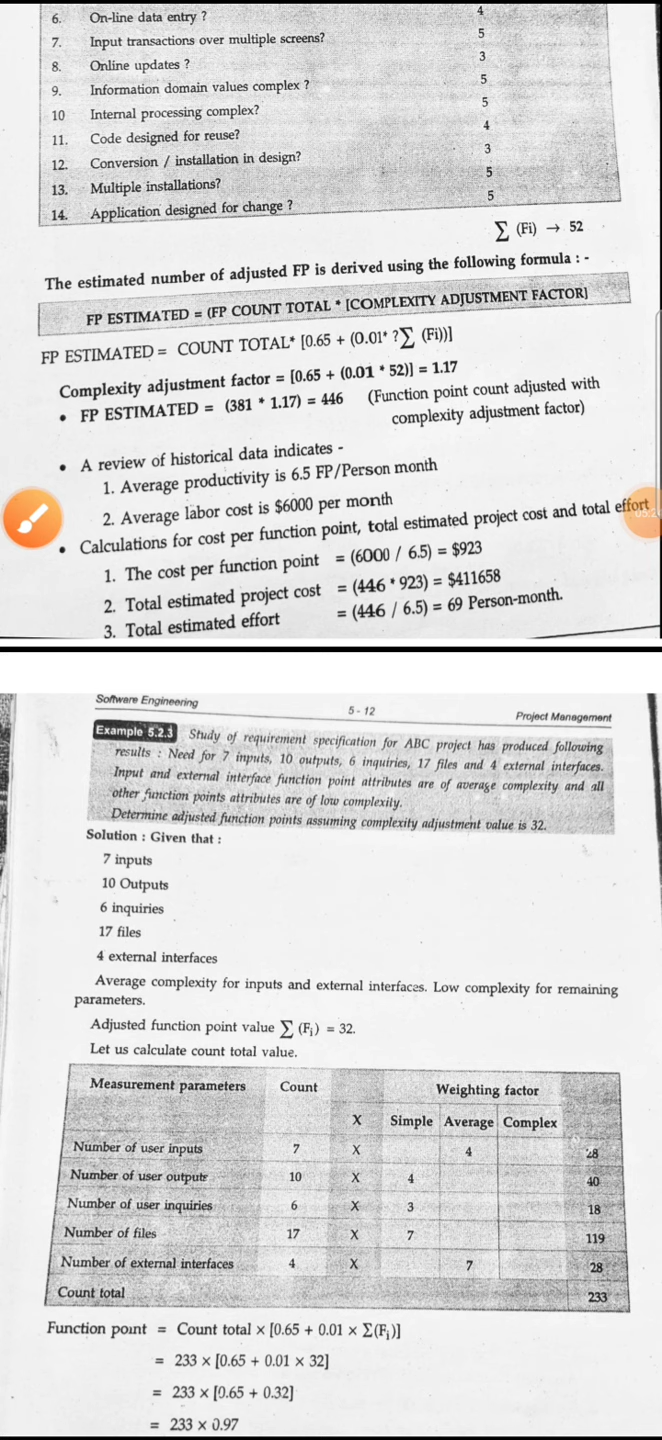 6. On-line data entry ? 4
7. Input transactions over multiple screens? 5
8. Online updates ? 3
9. Information domain values complex ? 5
10 Internal processing complex? 5
11. Code designed for reuse? 4
12. Conversion / installation in design? 3
13. Multiple installations? 5
14. Application designed for change ? 5
∑ (Fi) → 52
The estimated number of adjusted FP is derived using the following formula : -
FP ESTIMATED = (FP COUNT TOTAL * [COMPLEXITY ADJUSTMENT FACTOR]
FP ESTIMATED = COUNT TOTAL* [0.65 + (0.01* ?∑ (Fi))]
Complexity adjustment factor = [0.65 + (0.01 * 52)] = 1.17
• FP ESTIMATED = (381 * 1.17) = 446 (Function point count adjusted with
complexity adjustment factor)
• A review of historical data indicates -
1. Average productivity is 6.5 FP/Person month
2. Average labor cost is $6000 per month
• Calculations for cost per function point, total estimated project cost and total effort
1. The cost per function point = (6000 / 6.5) = $923
2. Total estimated project cost = (446 * 923) = $411658
3. Total estimated effort = (446 / 6.5) = 69 Person-month.
Software Engineering 5 - 12 Project Management
Example 5.2.3 Study of requirement specification for ABC project has produced following
results : Need for 7 inputs, 10 outputs, 6 inquiries, 17 files and 4 external interfaces.
Input and external interface function point attributes are of average complexity and all
other function points attributes are of low complexity.
Determine adjusted function points assuming complexity adjustment value is 32.
Solution : Given that :
7 inputs
10 Outputs
6 inquiries
17 files
4 external interfaces
Average complexity for inputs and external interfaces. Low complexity for remaining
parameters.
Adjusted function point value ∑ (Fi) = 32.
Let us calculate count total value.
Measurement parameters Count Weighting factor
X Simple Average Complex
Number of user inputs 7 X 4 28
Number of user outputs 10 X 4 40
Number of user inquiries 6 X 3 18
Number of files 17 X 7 119
Number of external interfaces 4 X 7 28
Count total 233
Function point = Count total × [0.65 + 0.01 × Σ(Fi)]
= 233 × [0.65 + 0.01 × 32]
= 233 × [0.65 + 0.32]
= 233 × 0.97